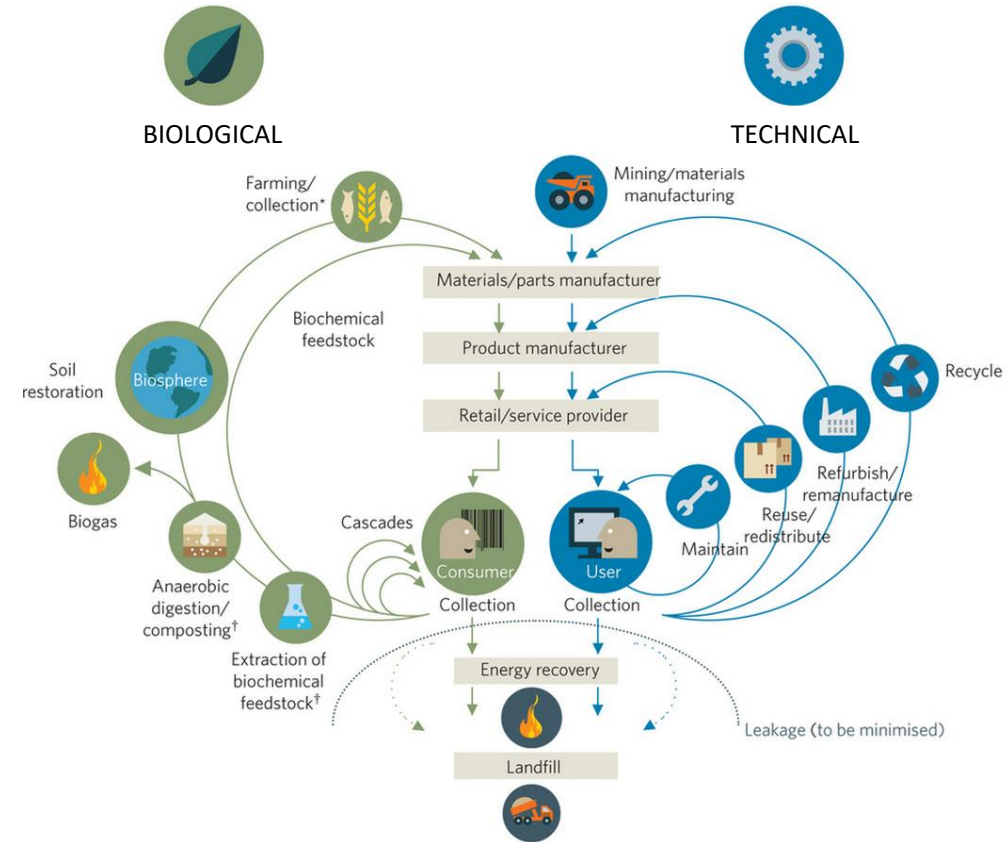 BIOLOGICAL
TECHNICAL
Farming/
collection*
Mining/materials
manufacturing
Materials/parts manufacturer
Biochemical
feedstock
Product manufacturer
Soil
restoration
Biosphere
Recycle
Retail/service provider
Refurbish/
remanufacture
Biogas
Reuse/
redistribute
Cascades
Maintain
Consumer
User
Anaerobic
digestion/
composting†
Collection
Collection
Extraction of
biochemical
feedstock†
Energy recovery
Leakage (to be minimised)
Landfill